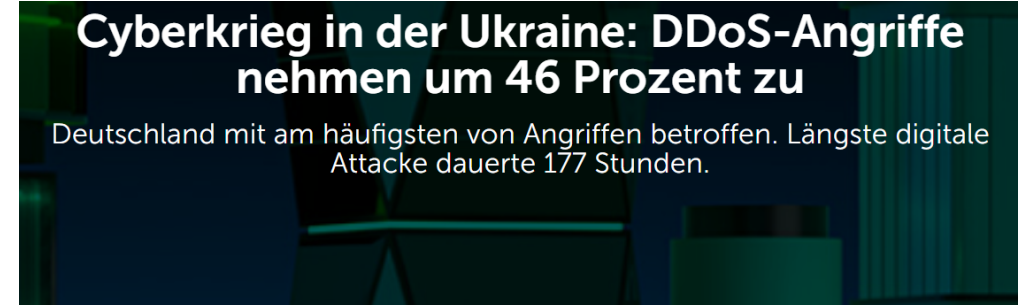 Cyberkrieg in der Ukraine: DDoS-Angriffe
nehmen um 46 Prozent zu
Deutschland mit am häufigsten von Angriffen betroffen. Längste digitale
Attacke dauerte 177 Stunden.